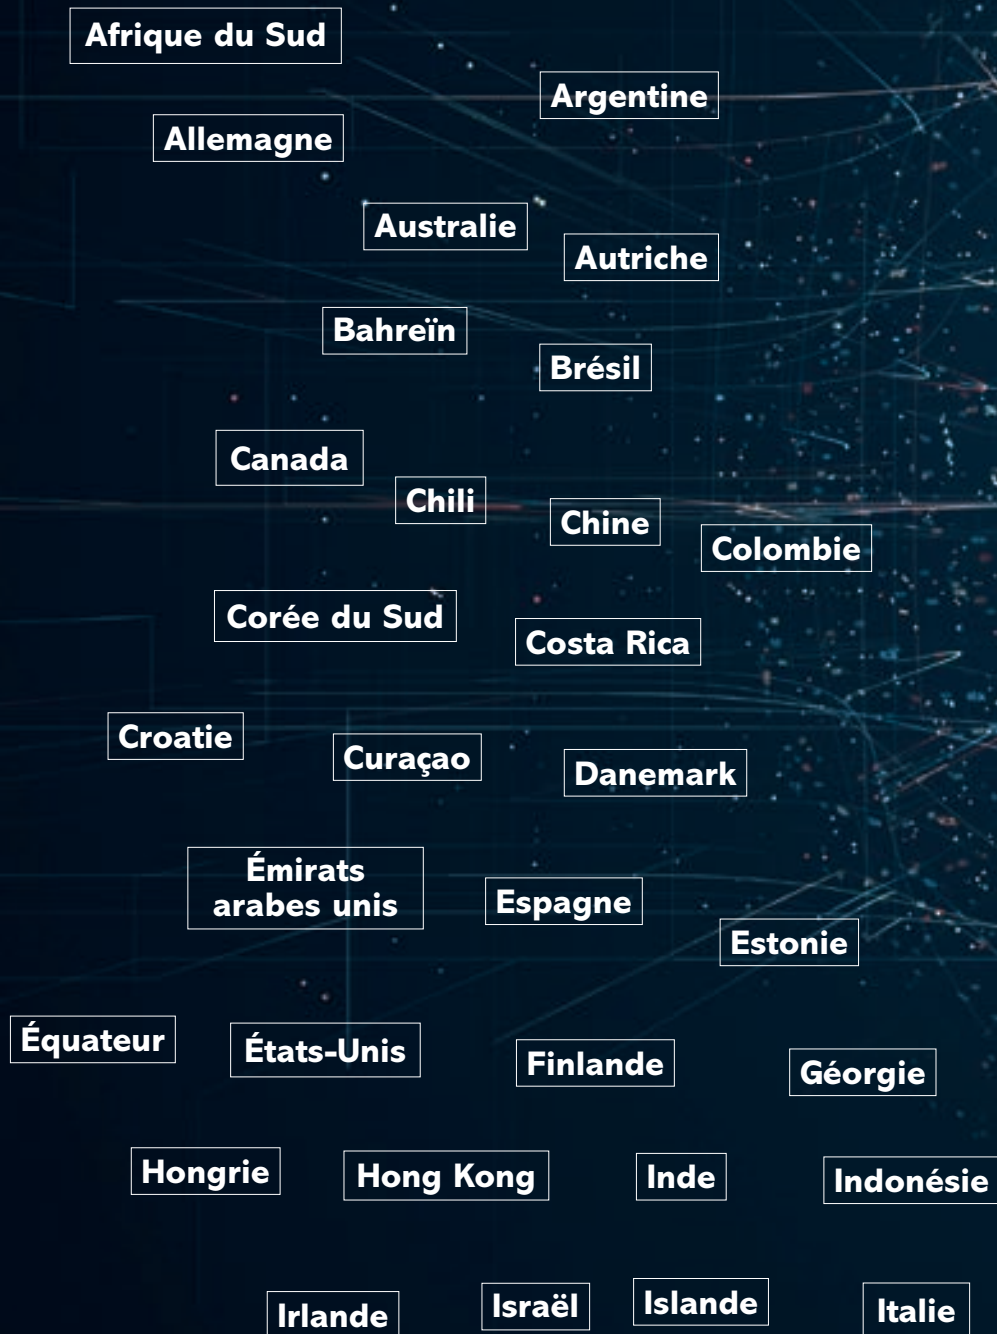 Afrique du Sud
Argentine
Allemagne
Australie
Autriche
Bahreïn
Brésil
Canada
Chili
Chine
Colombie
Corée du Sud
Costa Rica
Croatie
Curaçao
Danemark
Émirats
arabes unis
Espagne
Estonie
Équateur
États-Unis
Finlande
Géorgie
Hongrie
Hong Kong
Inde
Indonésie
Irlande
Israël
Islande
Italie